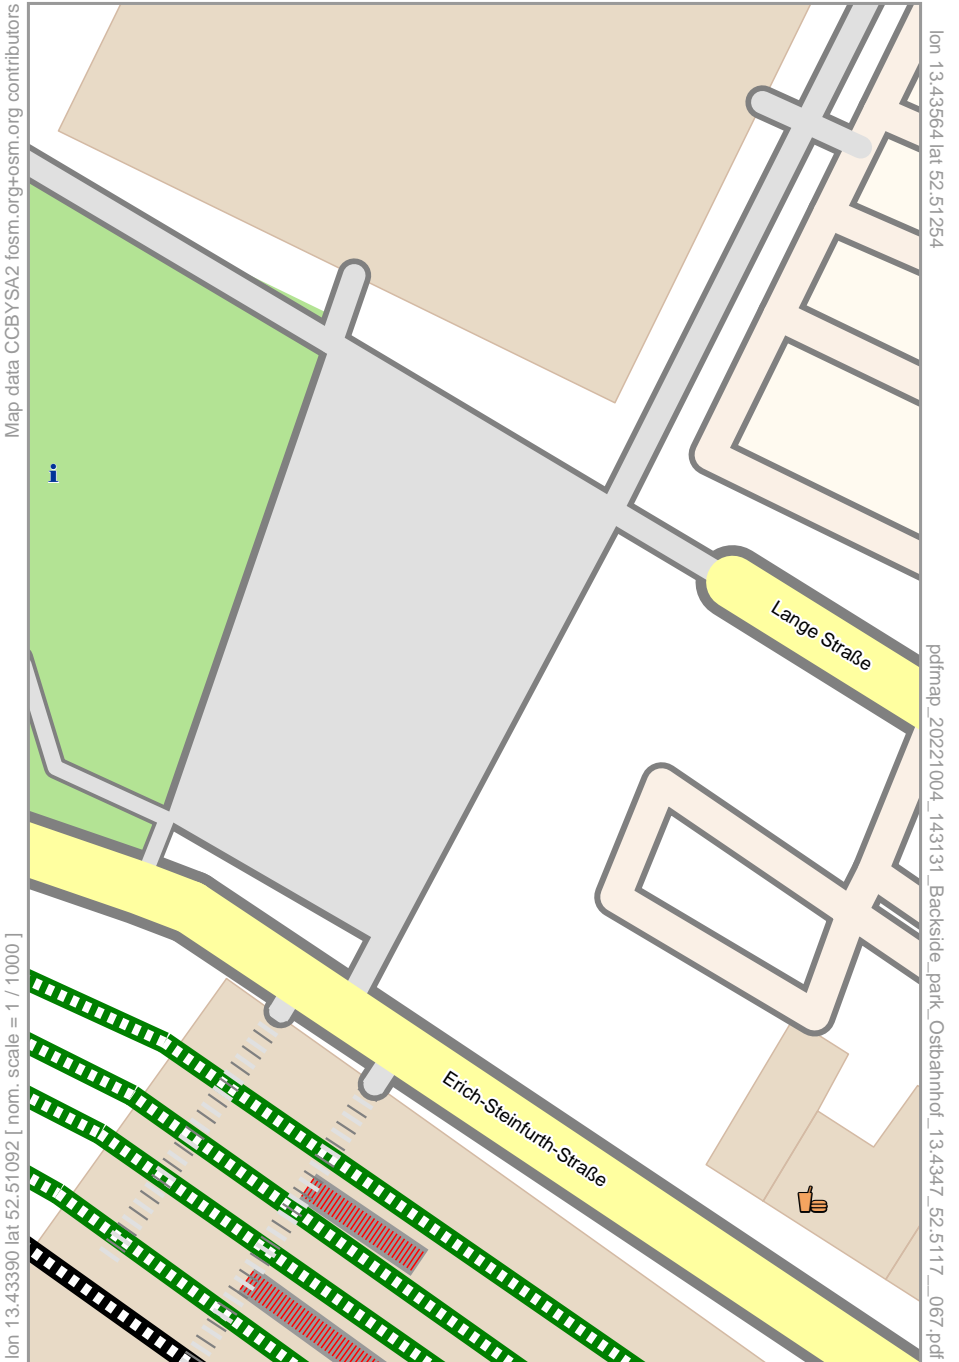 Map data CCBYSA2 fosm.org+osm.org contributors
lon 13.43390 lat 52.51092 [ nom. scale = 1 / 1000 ]
lon 13.43564 lat 52.51254
pdfmap_20221004_143131_Backside_park_Ostbahnhof_13.4347_52.5117__067.pdf
i
Lange Straße
Erich-Steinfurth-Straße